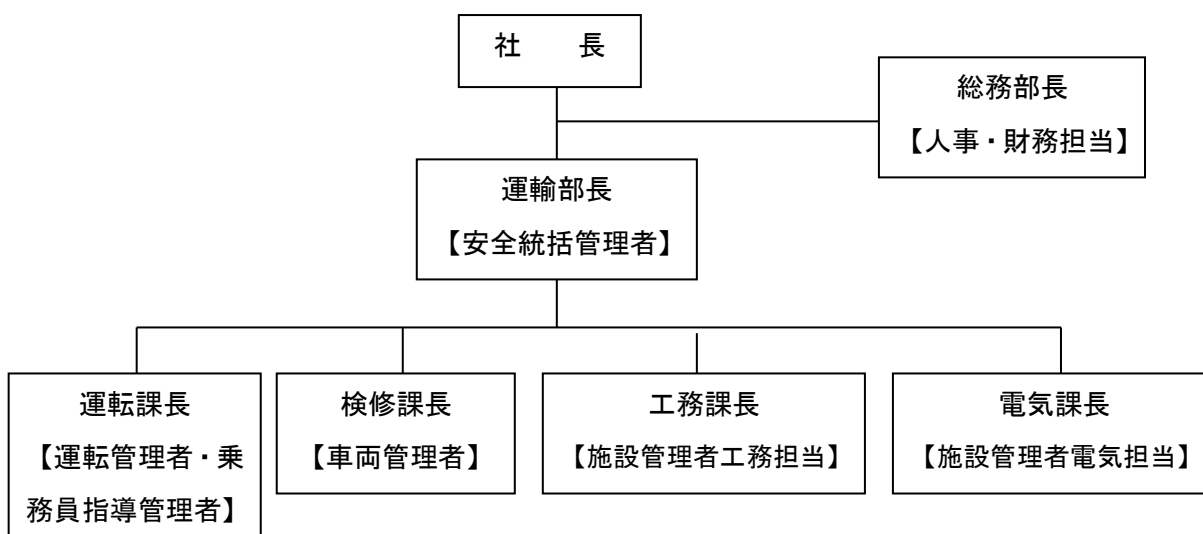 社　　長
総務部長
【人事・財務担当】
運輸部長
【安全統括管理者】
運転課長
【運転管理者・乗
務員指導管理者】
検修課長
【車両管理者】
工務課長
【施設管理者工務担当】
電気課長
【施設管理者電気担当】